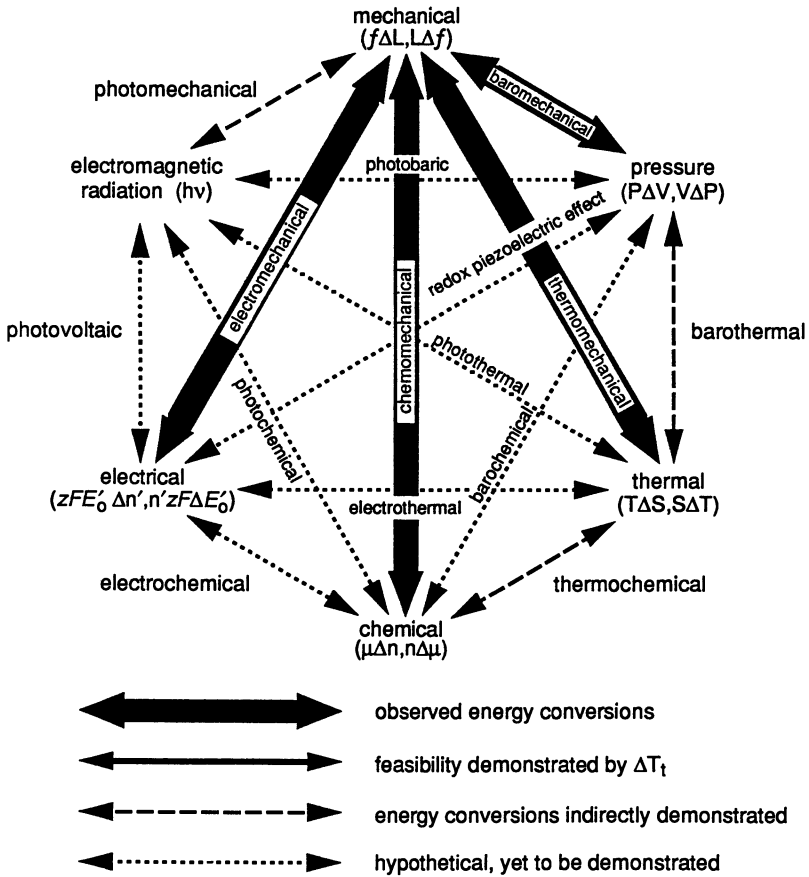 mechanical
(fΔL,LΔf)
photomechanical
baromechanical
electromagnetic
radiation (hν)
photobaric
pressure
(PΔV,VΔP)
redox piezoelectric effect
electromechanical
chemomechanical
thermomechanical
photovoltaic
barothermal
photothermal
photochemical
barochemical
electrical
(zFE′o Δn′,n′zFΔE′o)
thermal
(TΔS,SΔT)
electrothermal
electrochemical
thermochemical
chemical
(μΔn,nΔμ)
observed energy conversions
feasibility demonstrated by ΔTt
energy conversions indirectly demonstrated
hypothetical, yet to be demonstrated